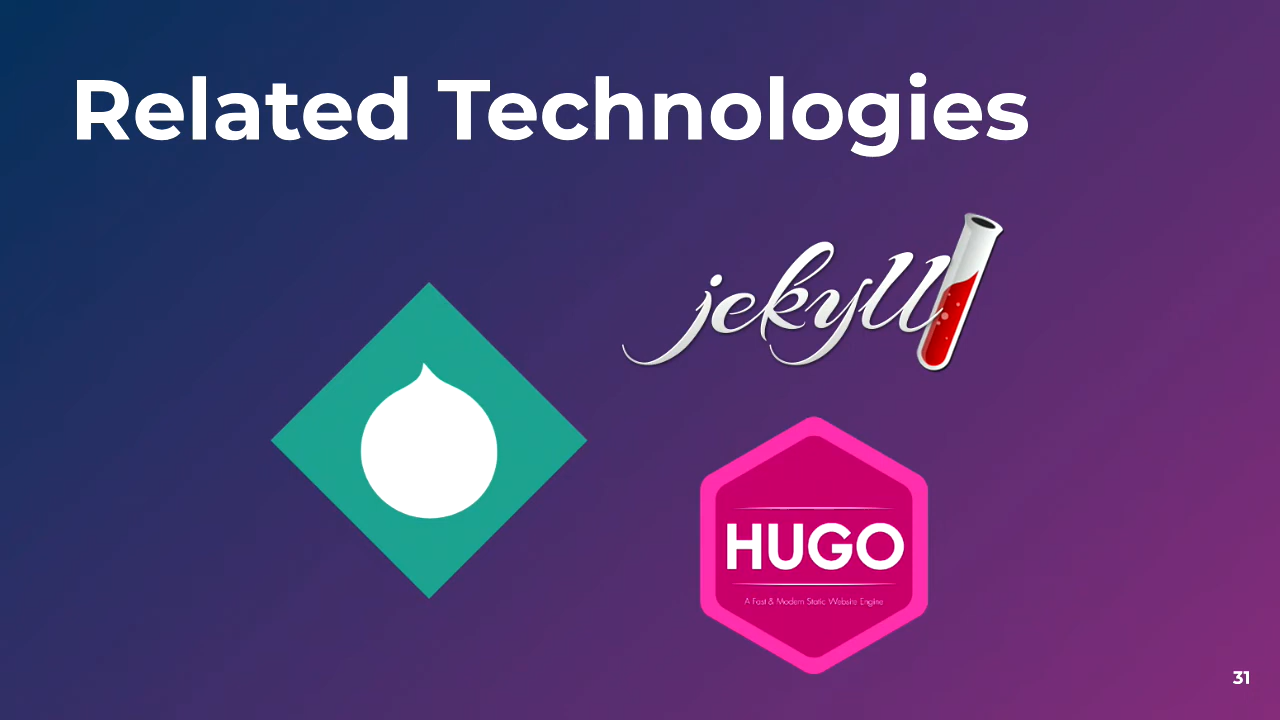 Related Technologies
jekyll
HUGO
A Fast & Modern Static Website Engine
31